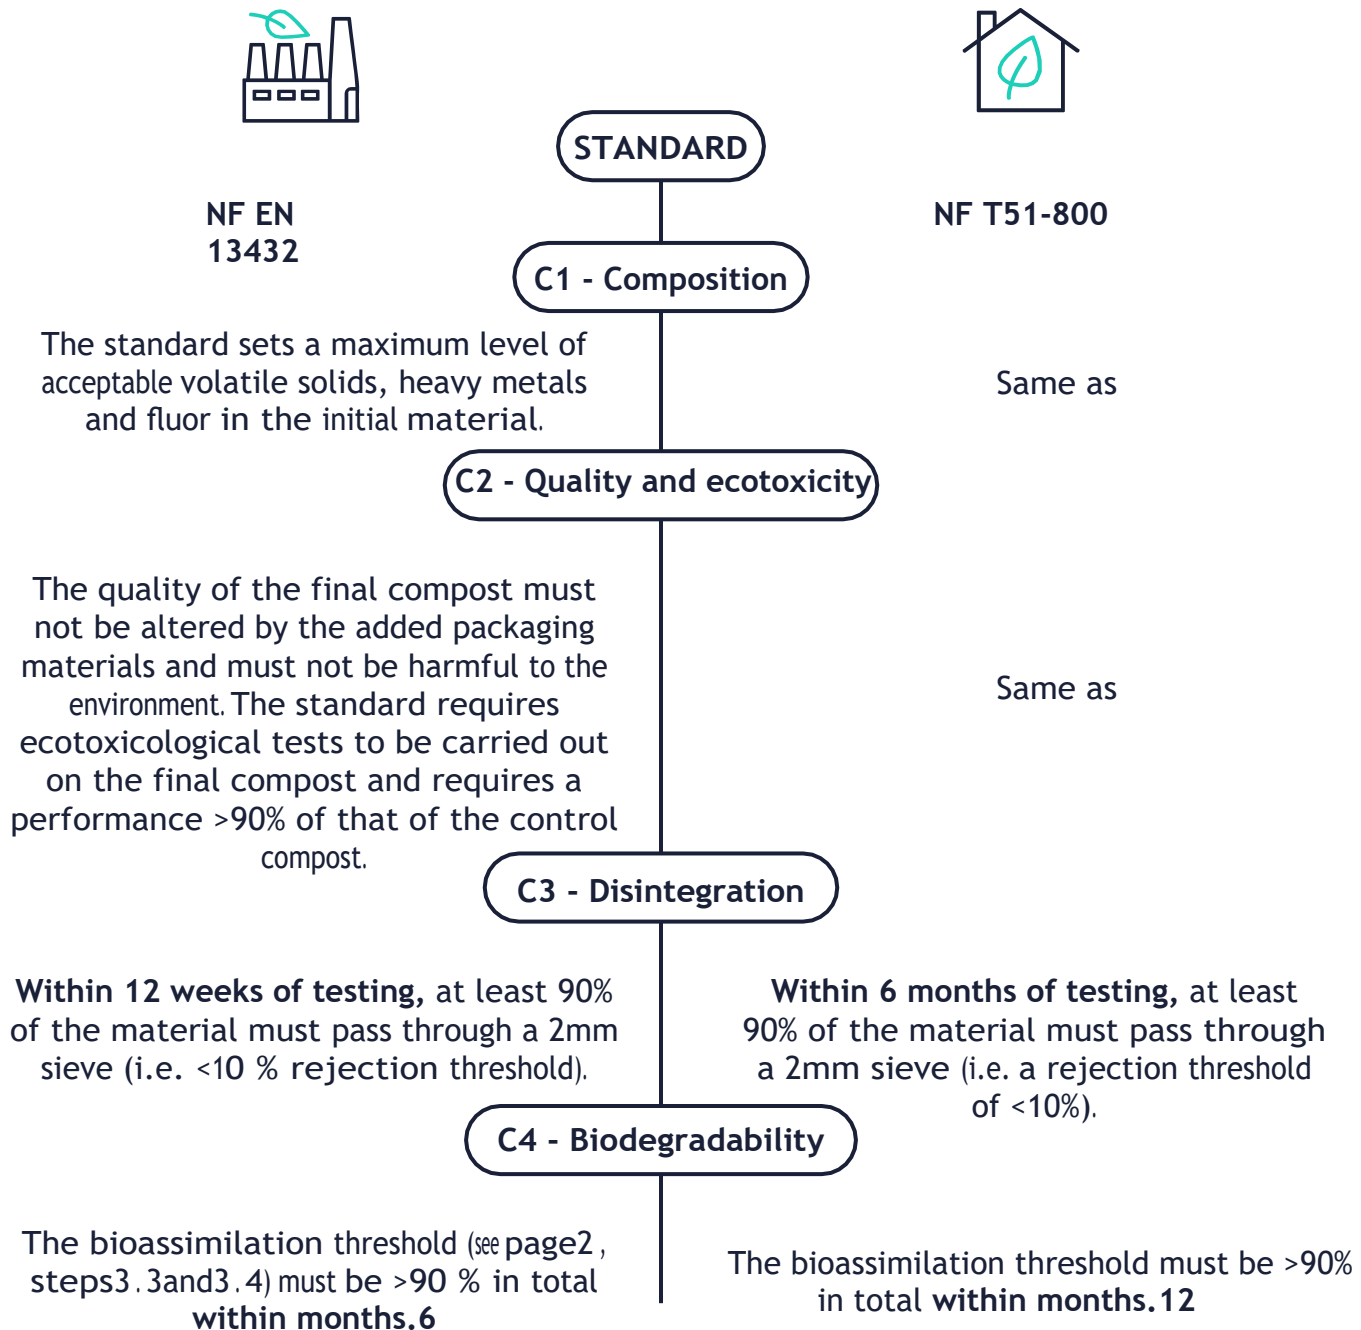 STANDARD
NF EN
13432
NF T51-800
C1 - Composition
The standard sets a maximum level of
acceptable volatile solids, heavy metals
and fluor in the initial material.
Same as
C2 - Quality and ecotoxicity
The quality of the final compost must
not be altered by the added packaging
materials and must not be harmful to the
environment. The standard requires
ecotoxicological tests to be carried out
on the final compost and requires a
performance >90% of that of the control
compost.
Same as
C3 - Disintegration
Within 12 weeks of testing, at least 90%
of the material must pass through a 2mm
sieve (i.e. <10 % rejection threshold).
Within 6 months of testing, at least
90% of the material must pass through
a 2mm sieve (i.e. a rejection threshold
of <10%).
C4 - Biodegradability
The bioassimilation threshold (see page2 ,
steps3.3and3.4) must be >90 % in total
within months.6
The bioassimilation threshold must be >90%
in total within months.12